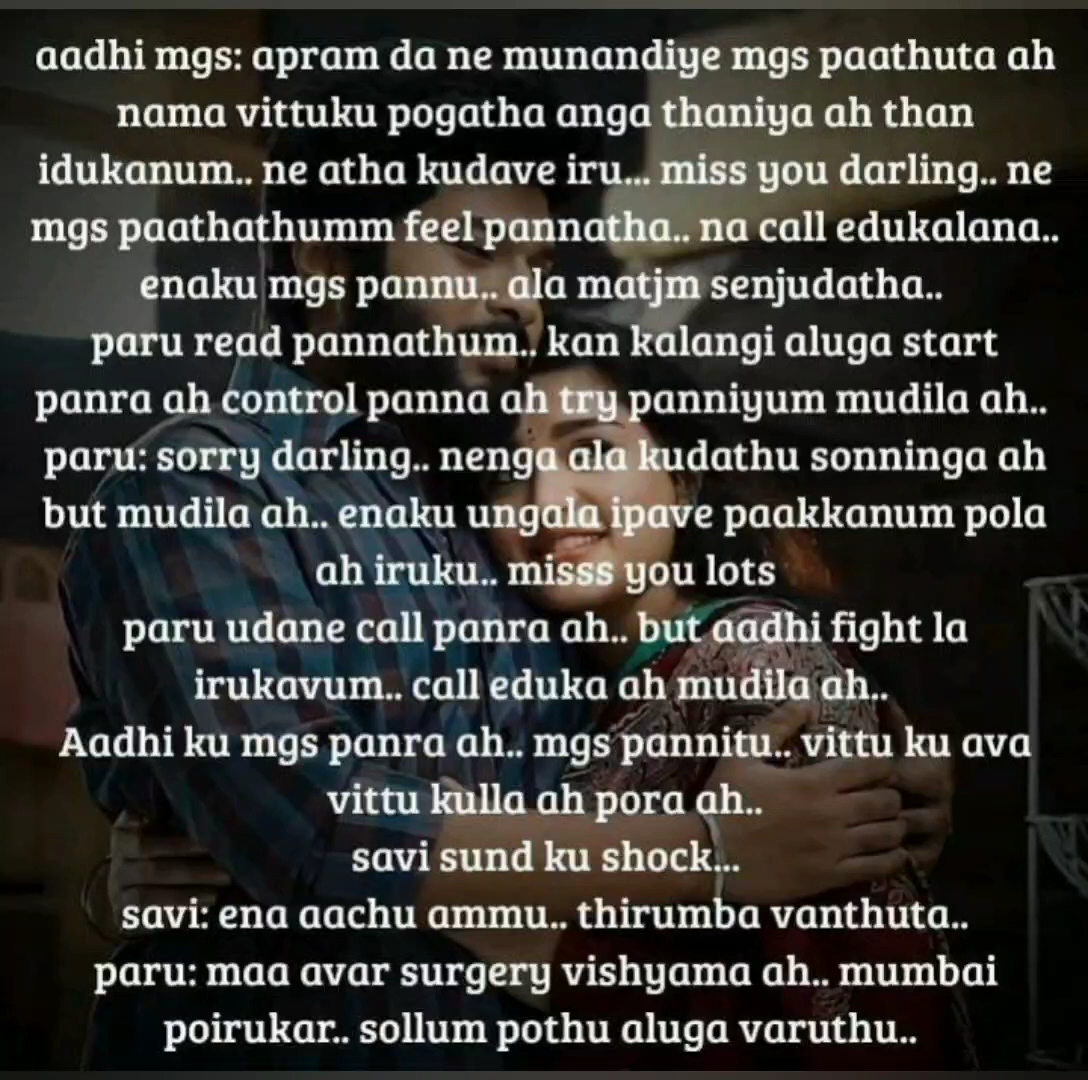 aadhi mgs: apram da ne munandiye mgs paathuta ah
nama vittuku pogatha anga thaniya ah than
idukanum.. ne atha kudave iru... miss you darling.. ne
mgs paathathumm feel pannatha.. na call edukalana..
enaku mgs pannu.. ala matjm senjudatha..
paru read pannathum.. kan kalangi aluga start
panra ah control panna ah try panniyum mudila ah..
paru: sorry darling.. nenga ala kudathu sonninga ah
but mudila ah.. enaku ungala ipave paakkanum pola
ah iruku.. misss you lots
paru udane call panra ah.. but aadhi fight la
irukavum.. call eduka ah mudila ah..
Aadhi ku mgs panra ah.. mgs pannitu.. vittu ku ava
vittu kulla ah pora ah..
savi sund ku shock...
savi: ena aachu ammu.. thirumba vanthuta..
paru: maa avar surgery vishyama ah.. mumbai
poirukar.. sollum pothu aluga varuthu..